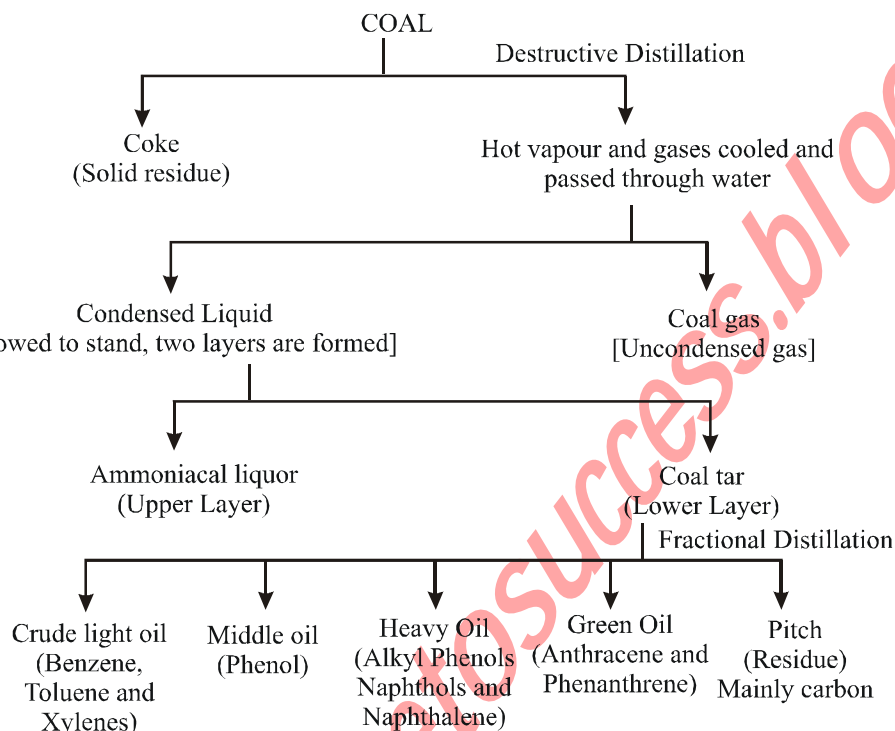 COAL
Destructive Distillation
Coke
(Solid residue)
Hot vapour and gases cooled and
passed through water
Condensed Liquid
owed to stand, two layers are formed]
Coal gas
[Uncondensed gas]
Ammoniacal liquor
(Upper Layer)
Coal tar
(Lower Layer)
Fractional Distillation
Crude light oil
(Benzene,
Toluene and
Xylenes)
Middle oil
(Phenol)
Heavy Oil
(Alkyl Phenols
Naphthols and
Naphthalene)
Green Oil
(Anthracene and
Phenanthrene)
Pitch
(Residue)
Mainly carbon
etosuccess.bloo